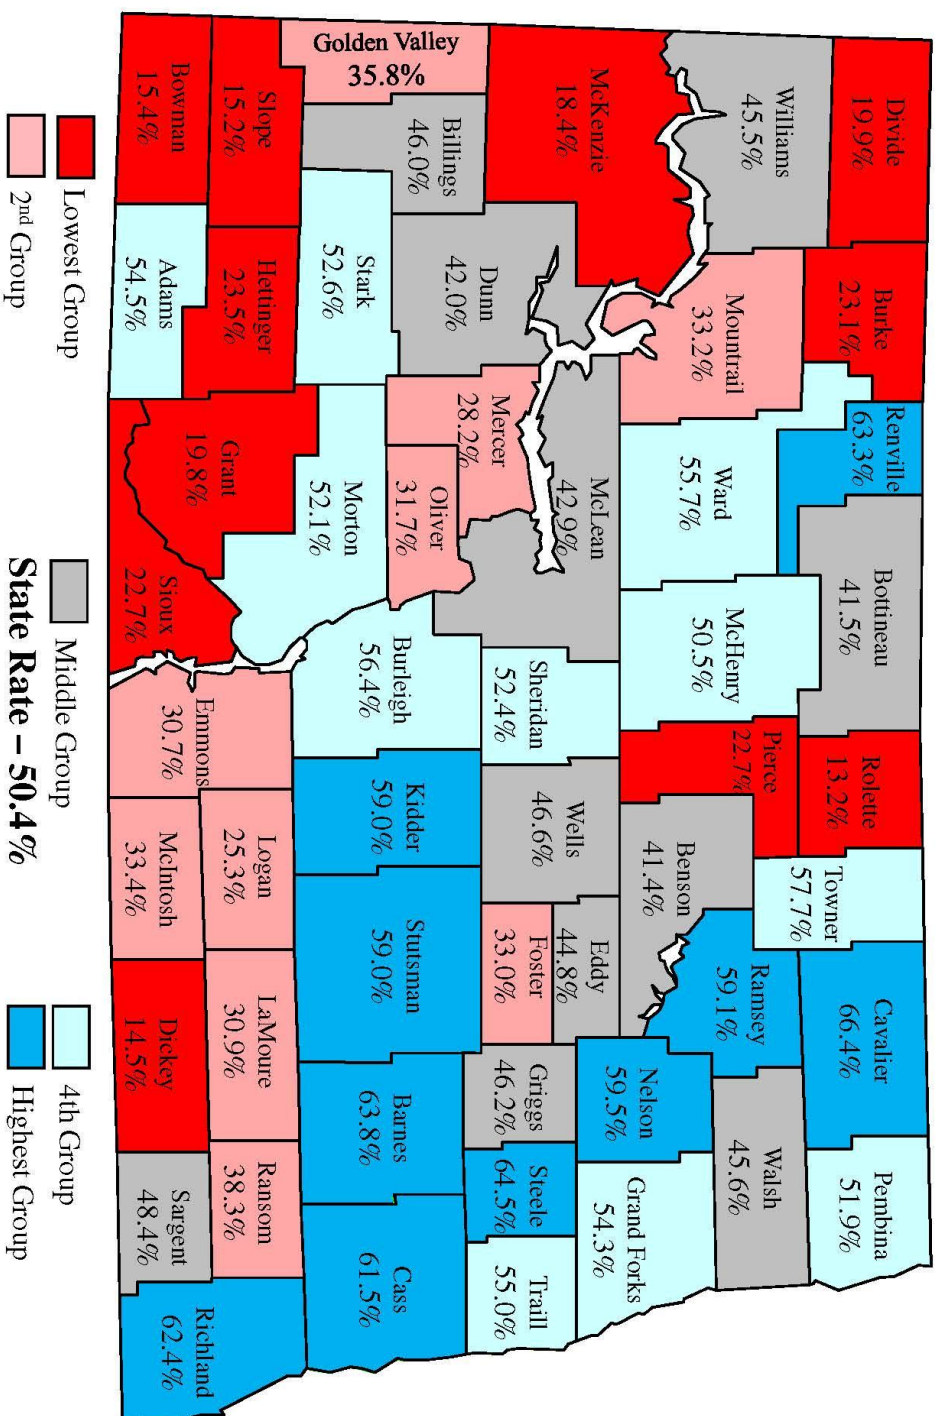 Divide
19.9%
Burke
23.1%
Renville
63.3%
Bottineau
41.5%
Rolette
13.2%
Towner
57.7%
Cavalier
66.4%
Pembina
51.9%
Williams
45.5%
Mountrail
33.2%
Ward
55.7%
McHenry
50.5%
Pierce
22.7%
Benson
41.4%
Ramsey
59.1%
Walsh
45.6%
McKenzie
18.4%
McLean
42.9%
Sheridan
52.4%
Wells
46.6%
Eddy
44.8%
Foster
33.0%
Nelson
59.5%
Grand Forks
54.3%
Griggs
46.2%
Steele
64.5%
Traill
55.0%
Golden Valley
35.8%
Billings
46.0%
Dunn
42.0%
Mercer
28.2%
Oliver
31.7%
Stark
52.6%
Morton
52.1%
Burleigh
56.4%
Kidder
59.0%
Stutsman
59.0%
Barnes
63.8%
Cass
61.5%
Slope
15.2%
Hettinger
23.5%
Grant
19.8%
Bowman
15.4%
Adams
54.5%
Sioux
22.7%
Emmons
30.7%
Logan
25.3%
LaMoure
30.9%
Ransom
38.3%
McIntosh
33.4%
Dickey
14.5%
Sargent
48.4%
Richland
62.4%
Lowest Group
2nd Group
Middle Group
State Rate – 50.4%
4th Group
Highest Group